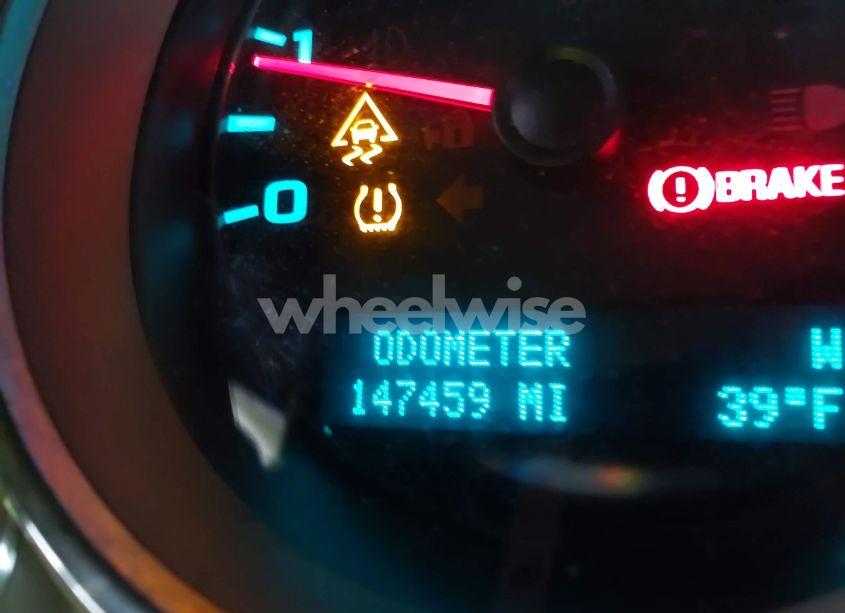 1
0
BRAKE
wheelwise
ODOMETER W
147459 MI 39°F